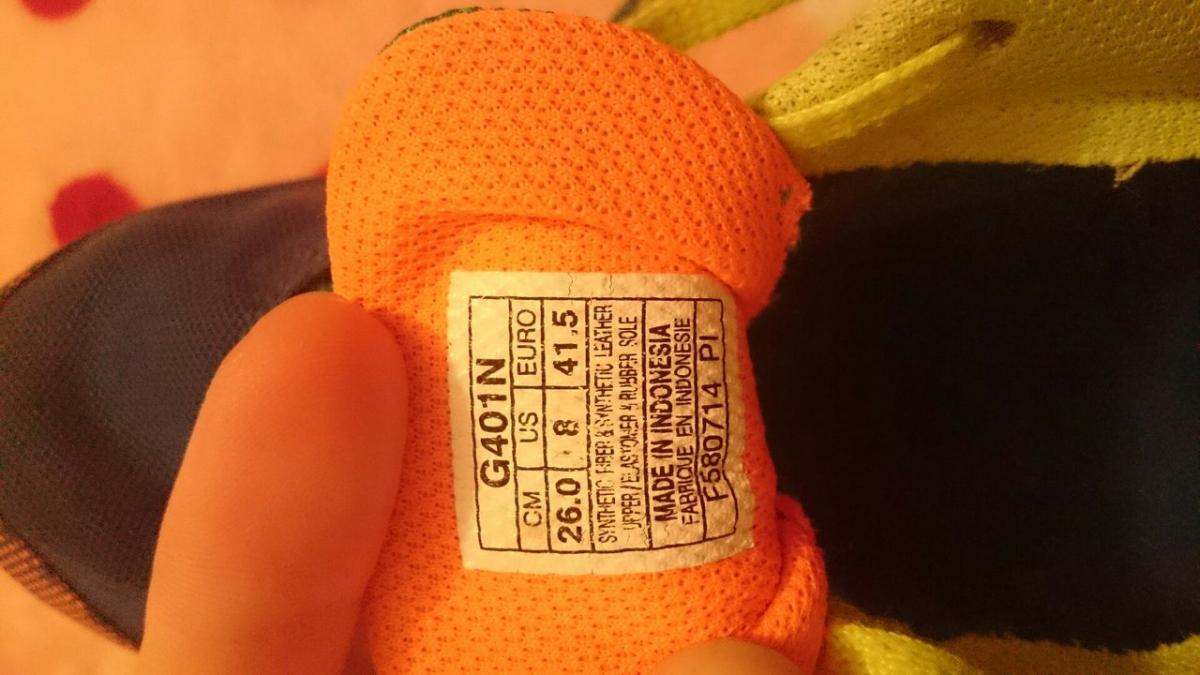 G401N
CM US EURO
26.0 8 41.5
SYNTHETIC FIBER & SYNTHETIC LEATHER
UPPER/ELASTOMER & RUBBER SOLE
MADE IN INDONESIA
FABRIQUE EN INDONESIE
F580714 PI